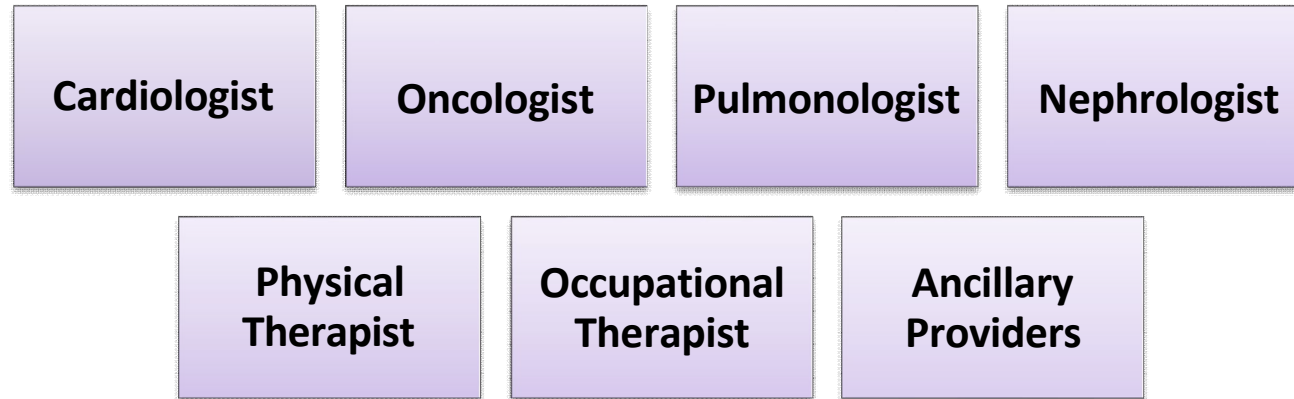 Cardiologist
Oncologist
Pulmonologist
Nephrologist
Physical
Therapist
Occupational
Therapist
Ancillary
Providers